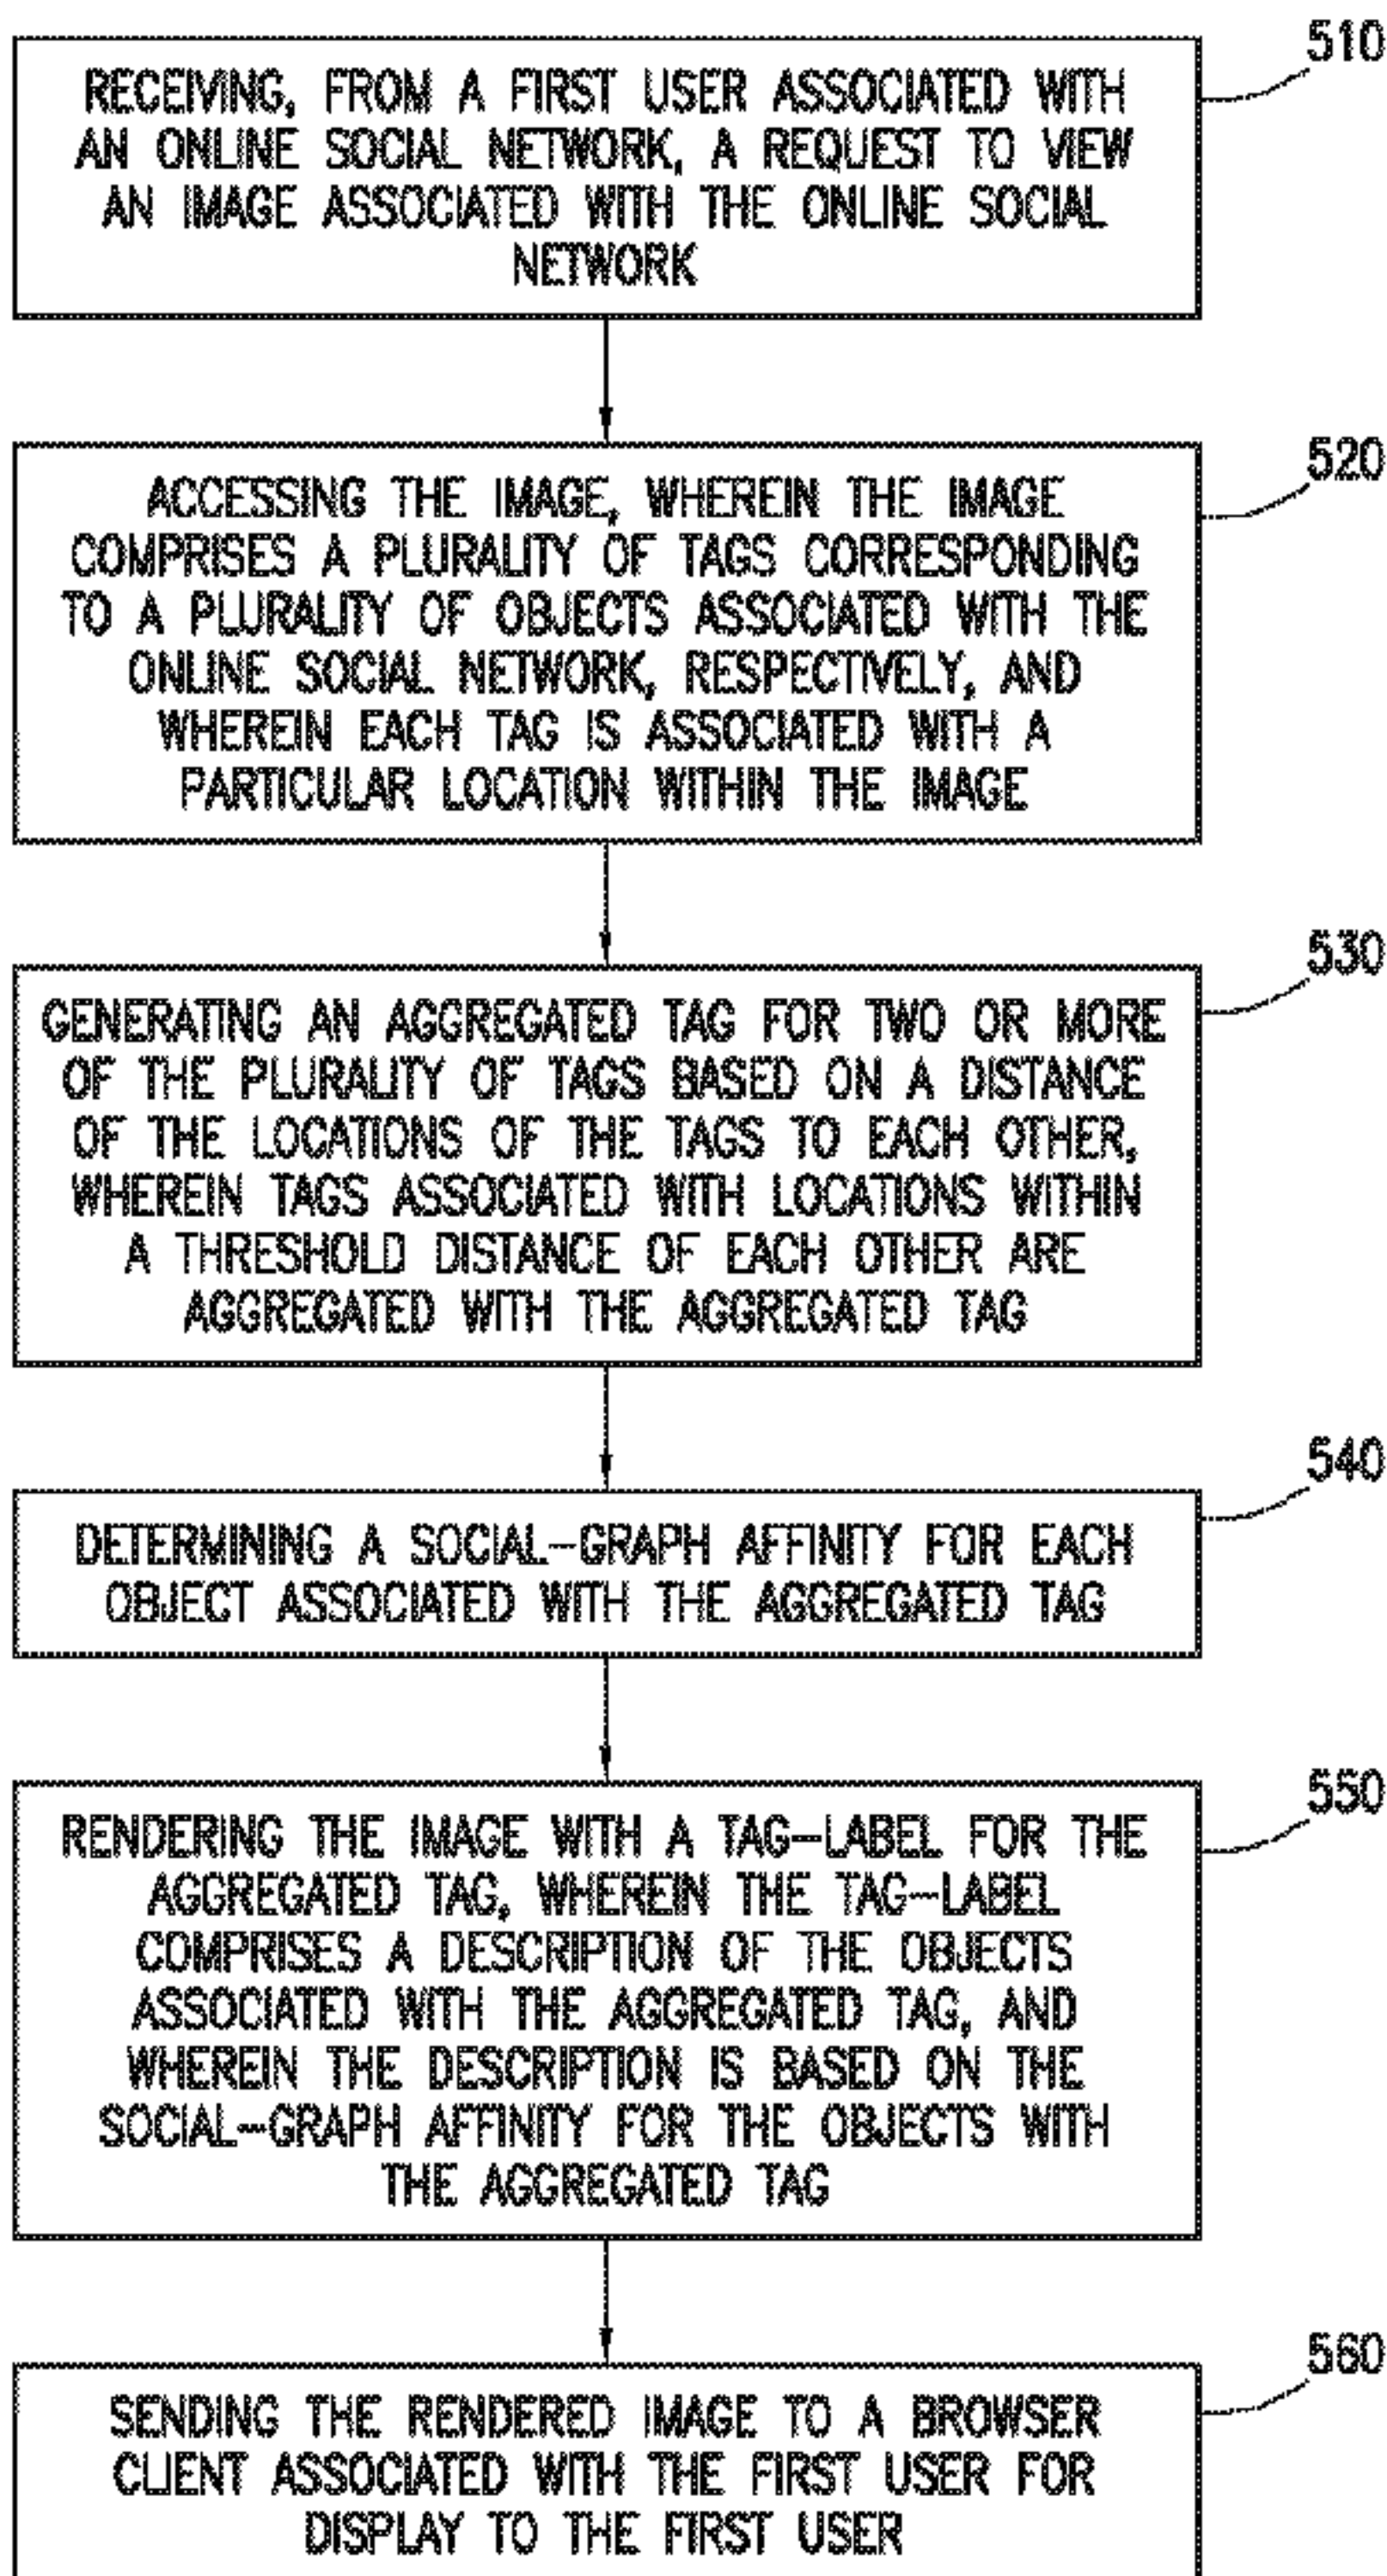 510
RECEIVING, FROM A FIRST USER ASSOCIATED WITH
AN ONLINE SOCIAL NETWORK, A REQUEST TO VIEW
AN IMAGE ASSOCIATED WITH THE ONLINE SOCIAL
NETWORK
520
ACCESSING THE IMAGE, WHEREIN THE IMAGE
COMPRISES A PLURALITY OF TAGS CORRESPONDING
TO A PLURALITY OF OBJECTS ASSOCIATED WITH THE
ONLINE SOCIAL NETWORK, RESPECTIVELY, AND
WHEREIN EACH TAG IS ASSOCIATED WITH A
PARTICULAR LOCATION WITHIN THE IMAGE
530
GENERATING AN AGGREGATED TAG FOR TWO OR MORE
OF THE PLURALITY OF TAGS BASED ON A DISTANCE
OF THE LOCATIONS OF THE TAGS TO EACH OTHER,
WHEREIN TAGS ASSOCIATED WITH LOCATIONS WITHIN
A THRESHOLD DISTANCE OF EACH OTHER ARE
AGGREGATED WITH THE AGGREGATED TAG
540
DETERMINING A SOCIAL-GRAPH AFFINITY FOR EACH
OBJECT ASSOCIATED WITH THE AGGREGATED TAG
550
RENDERING THE IMAGE WITH A TAG-LABEL FOR THE
AGGREGATED TAG, WHEREIN THE TAG-LABEL
COMPRISES A DESCRIPTION OF THE OBJECTS
ASSOCIATED WITH THE AGGREGATED TAG, AND
WHEREIN THE DESCRIPTION IS BASED ON THE
SOCIAL-GRAPH AFFINITY FOR THE OBJECTS WITH
THE AGGREGATED TAG
560
SENDING THE RENDERED IMAGE TO A BROWSER
CLIENT ASSOCIATED WITH THE FIRST USER FOR
DISPLAY TO THE FIRST USER